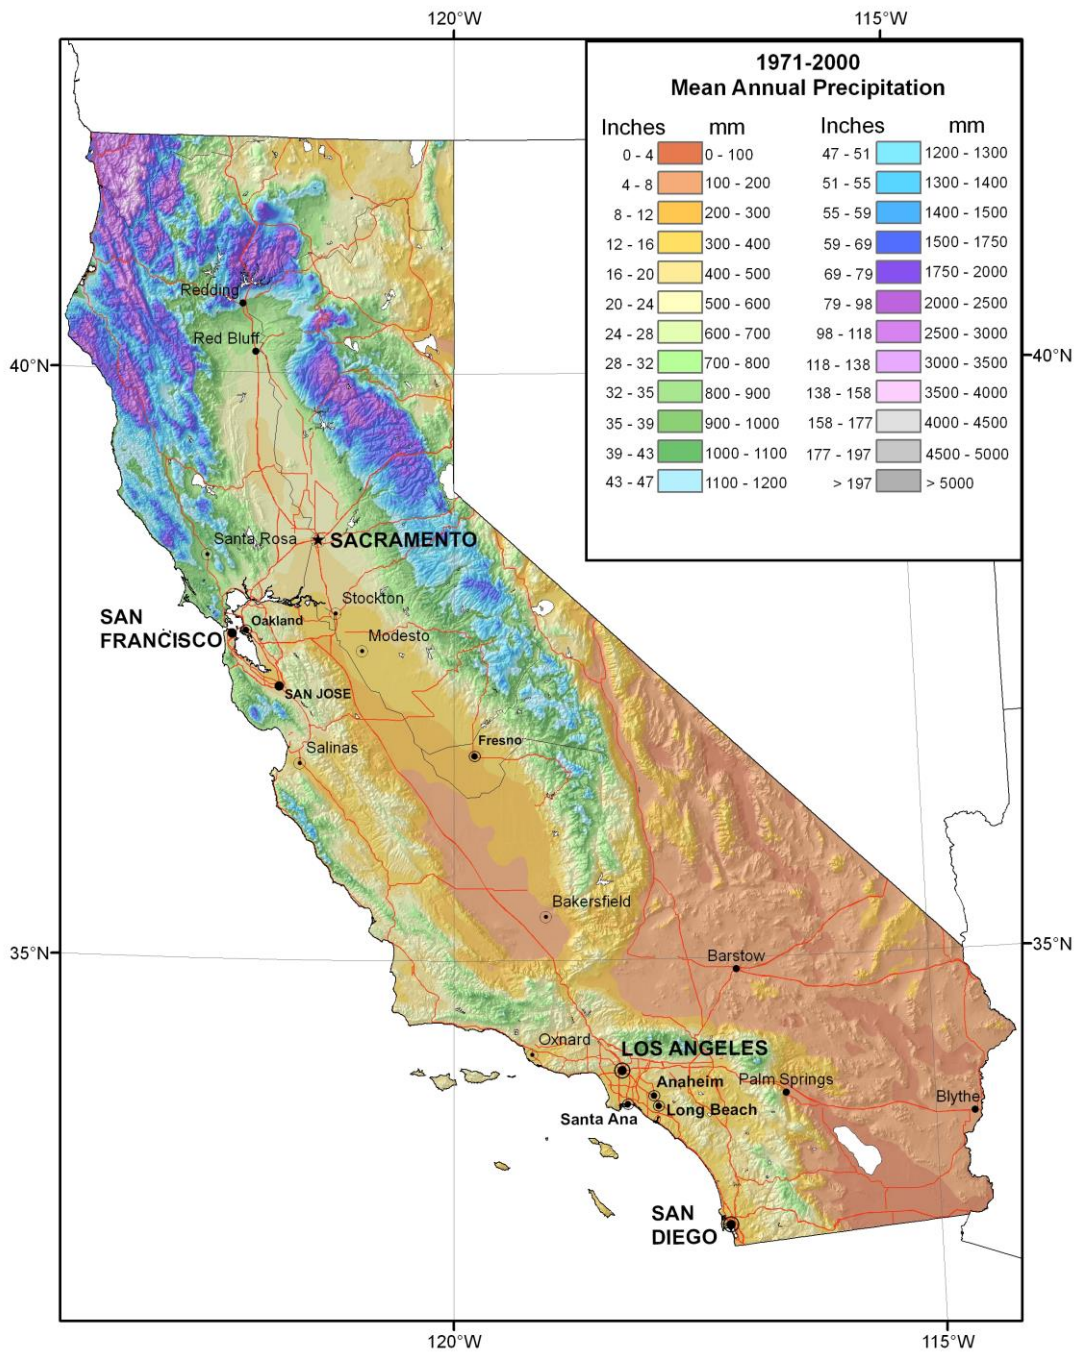 120°W
115°W
1971-2000
Mean Annual Precipitation
Inches mm
0 - 4 0 - 100
4 - 8 100 - 200
8 - 12 200 - 300
12 - 16 300 - 400
16 - 20 400 - 500
20 - 24 500 - 600
24 - 28 600 - 700
28 - 32 700 - 800
32 - 35 800 - 900
35 - 39 900 - 1000
39 - 43 1000 - 1100
43 - 47 1100 - 1200
Inches mm
47 - 51 1200 - 1300
51 - 55 1300 - 1400
55 - 59 1400 - 1500
59 - 69 1500 - 1750
69 - 79 1750 - 2000
79 - 98 2000 - 2500
98 - 118 2500 - 3000
118 - 138 3000 - 3500
138 - 158 3500 - 4000
158 - 177 4000 - 4500
177 - 197 4500 - 5000
> 197 > 5000
Redding
Red Bluff
40°N
40°N
Santa Rosa
SACRAMENTO
Stockton
SAN
FRANCISCO
Oakland
Modesto
SAN JOSE
Salinas
Fresno
Bakersfield
35°N
35°N
Barstow
Oxnard
LOS ANGELES
Anaheim
Palm Springs
Long Beach
Blythe
Santa Ana
SAN
DIEGO
120°W
115°W